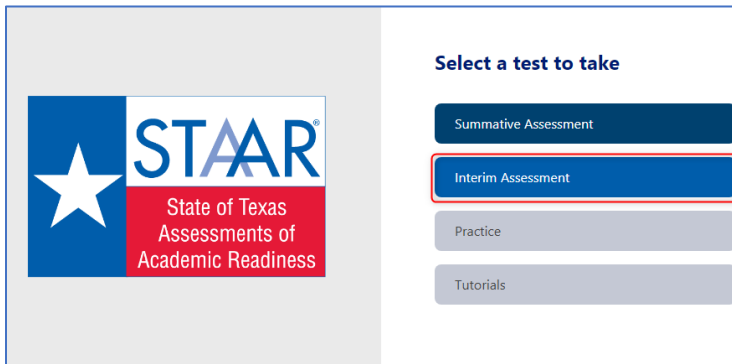 Select a test to take
STAAR®
State of Texas
Assessments of
Academic Readiness
Summative Assessment
Interim Assessment
Practice
Tutorials